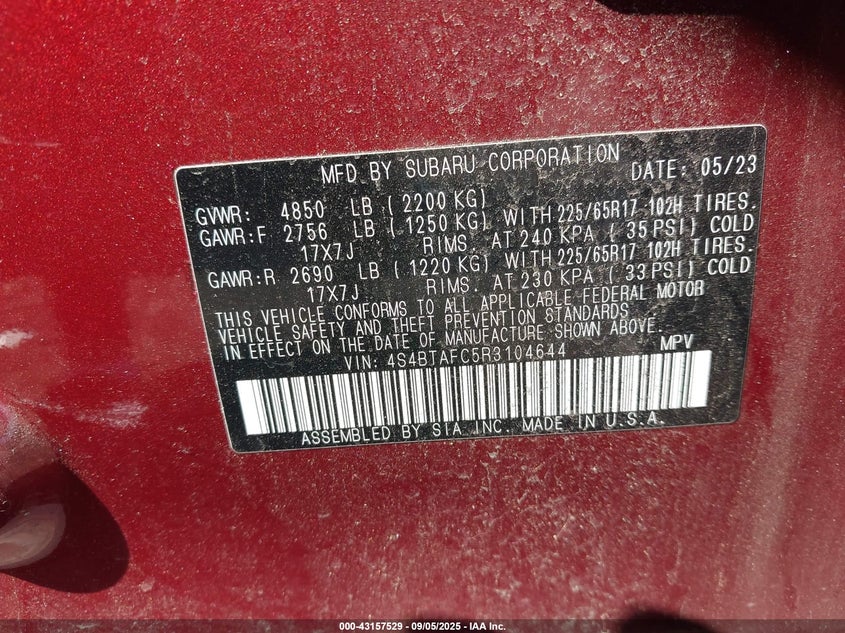 MFD BY SUBARU CORPORATION DATE: 05/23
GVWR: 4850 LB ( 2200 KG)
GAWR:F 2756 LB ( 1250 KG) WITH 225/65R17 102H TIRES.
17X7J RIMS. AT 240 KPA ( 35 PSI) COLD
GAWR:R 2690 LB ( 1220 KG) WITH 225/65R17 102H TIRES.
17X7J RIMS. AT 230 KPA ( 33 PSI) COLD
THIS VEHICLE CONFORMS TO ALL APPLICABLE FEDERAL MOTOR
VEHICLE SAFETY AND THEFT PREVENTION STANDARDS
IN EFFECT ON THE DATE OF MANUFACTURE SHOWN ABOVE.
VIN: 4S4BTAFC5R3104644 MPV
ASSEMBLED BY SIA, INC. MADE IN U.S.A.
000-43157529 - 09/05/2025 - IAA Inc.